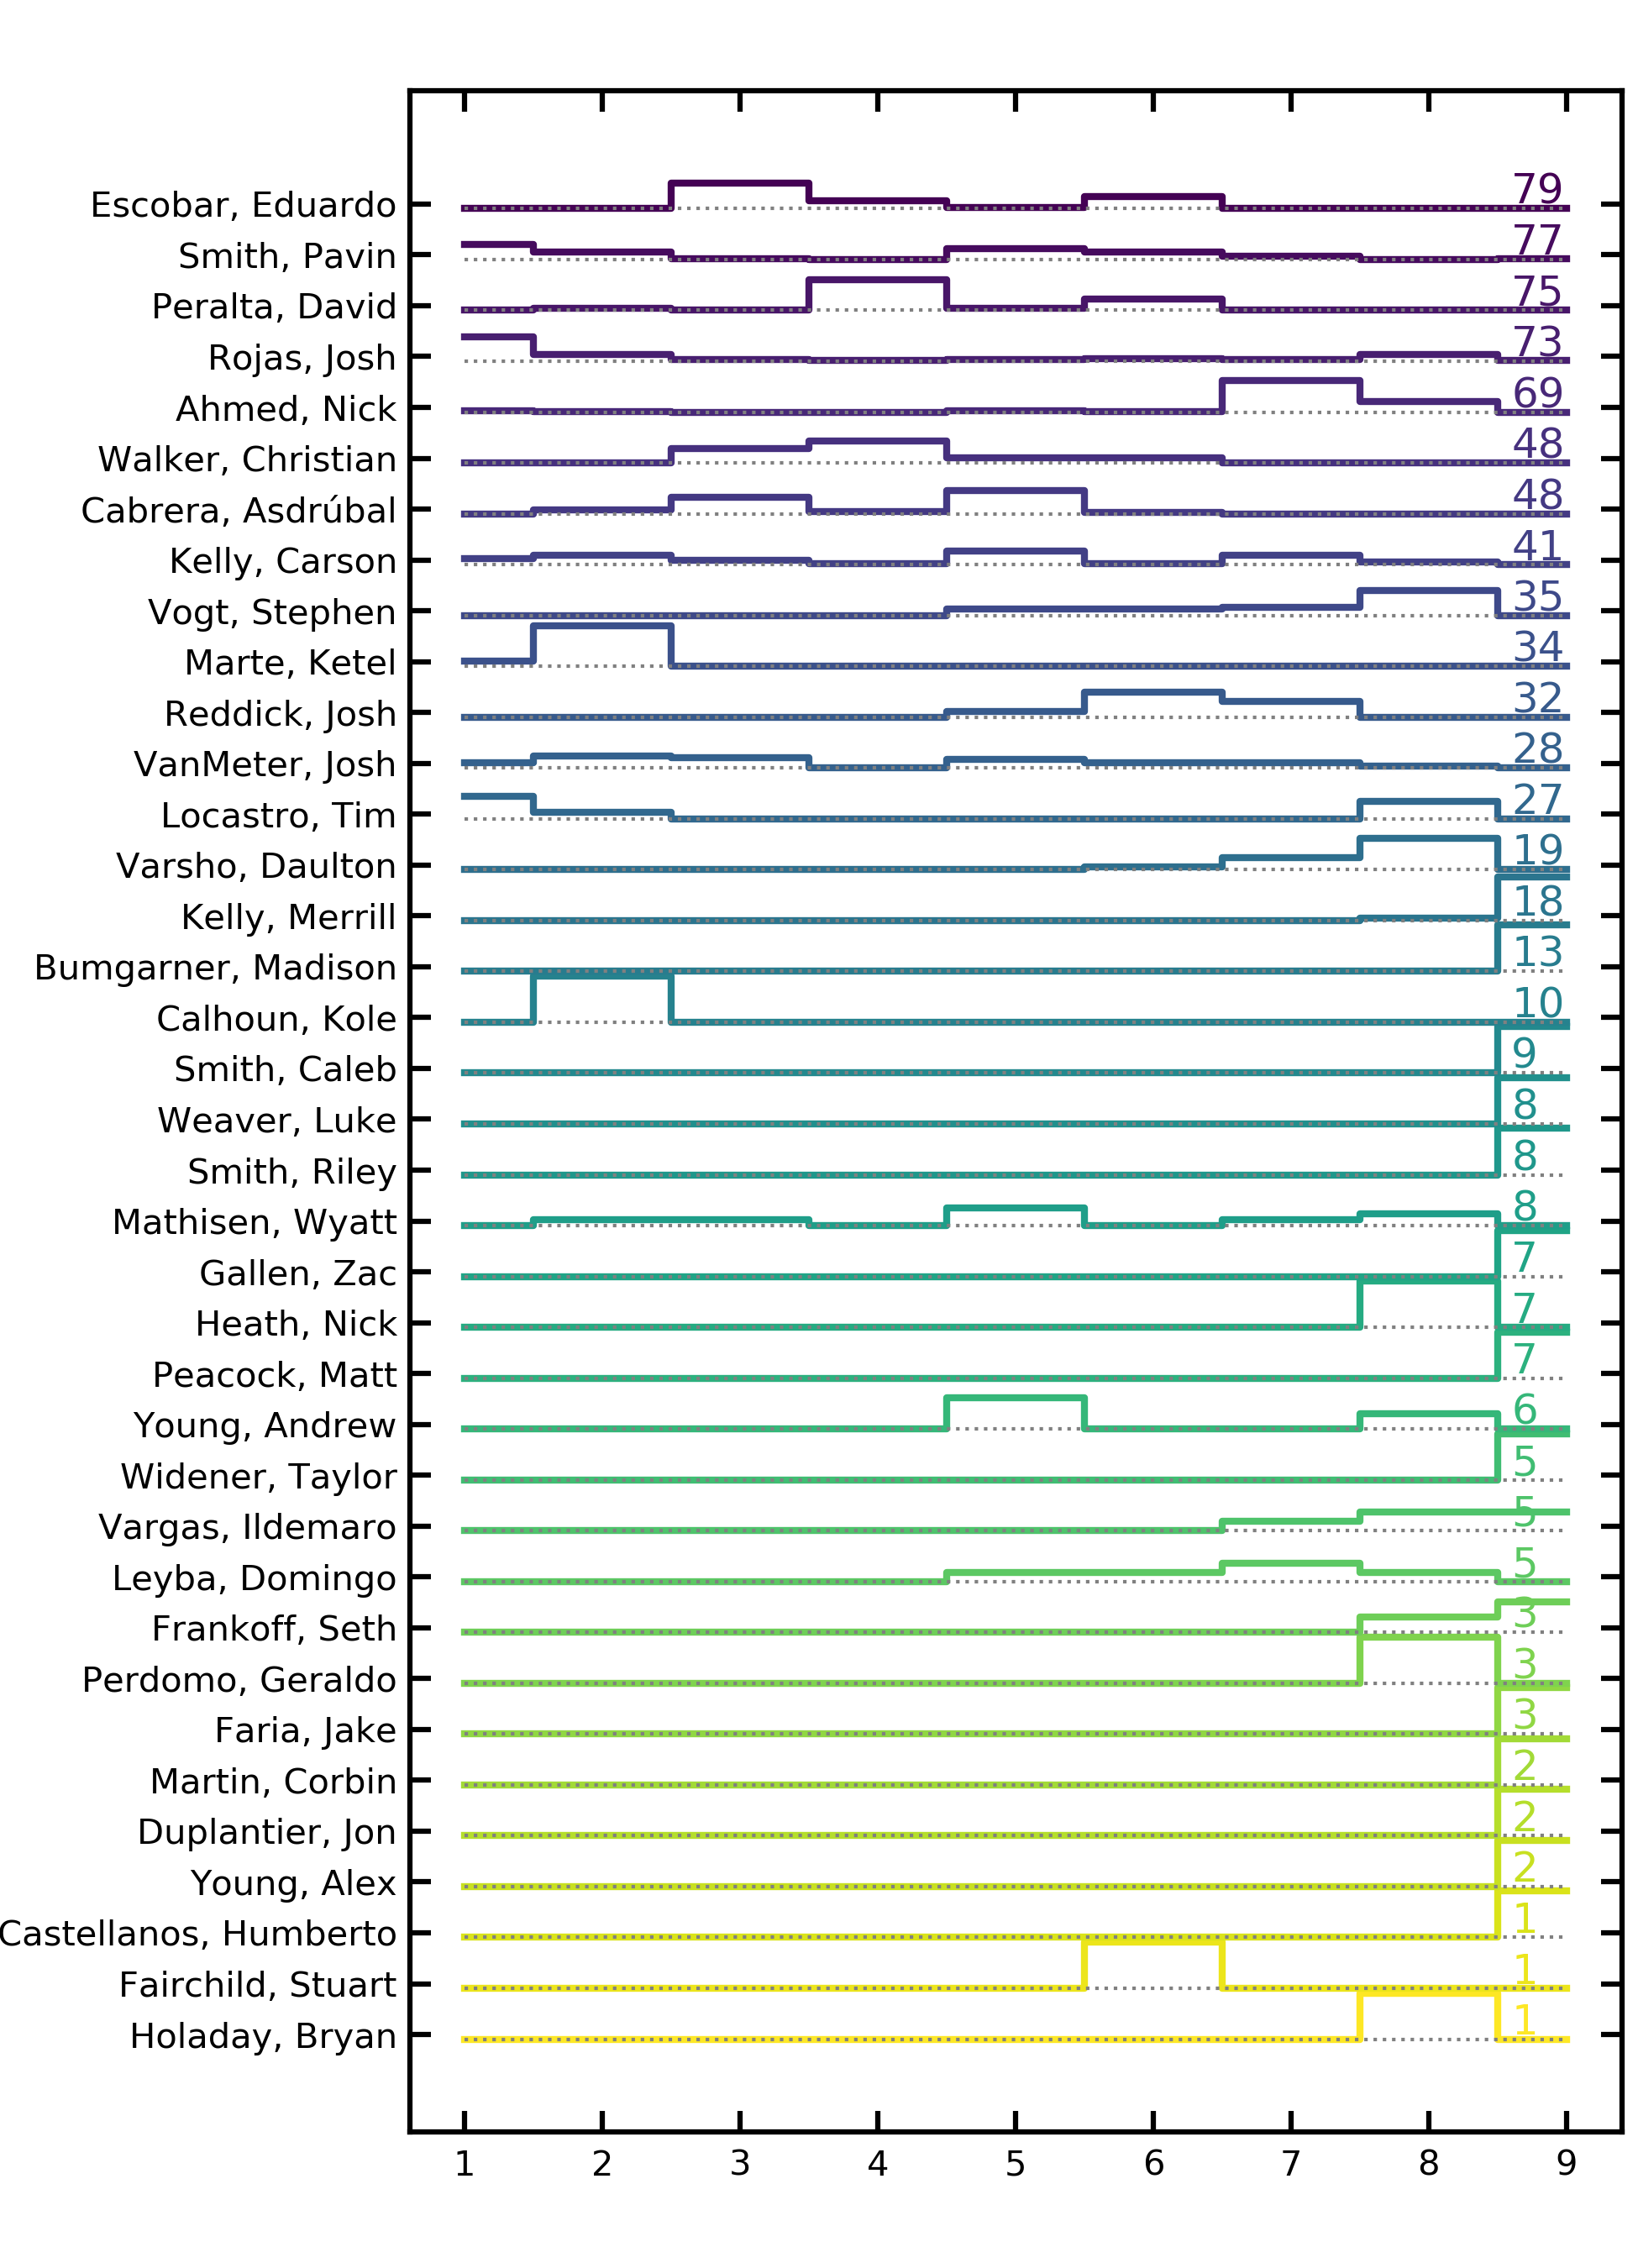 Escobar, Eduardo 79
Smith, Pavin 77
Peralta, David 75
Rojas, Josh 73
Ahmed, Nick 69
Walker, Christian 48
Cabrera, Asdrúbal 48
Kelly, Carson 41
Vogt, Stephen 35
Marte, Ketel 34
Reddick, Josh 32
VanMeter, Josh 28
Locastro, Tim 27
Varsho, Daulton 19
Kelly, Merrill 18
Bumgarner, Madison 13
Calhoun, Kole 10
Smith, Caleb 9
Weaver, Luke 8
Smith, Riley 8
Mathisen, Wyatt 8
Gallen, Zac 7
Heath, Nick 7
Peacock, Matt 7
Young, Andrew 6
Widener, Taylor 5
Vargas, Ildemaro 5
Leyba, Domingo 5
Frankoff, Seth 3
Perdomo, Geraldo 3
Faria, Jake 3
Martin, Corbin 2
Duplantier, Jon 2
Young, Alex 2
Castellanos, Humberto 1
Fairchild, Stuart 1
Holaday, Bryan 1
1 2 3 4 5 6 7 8 9